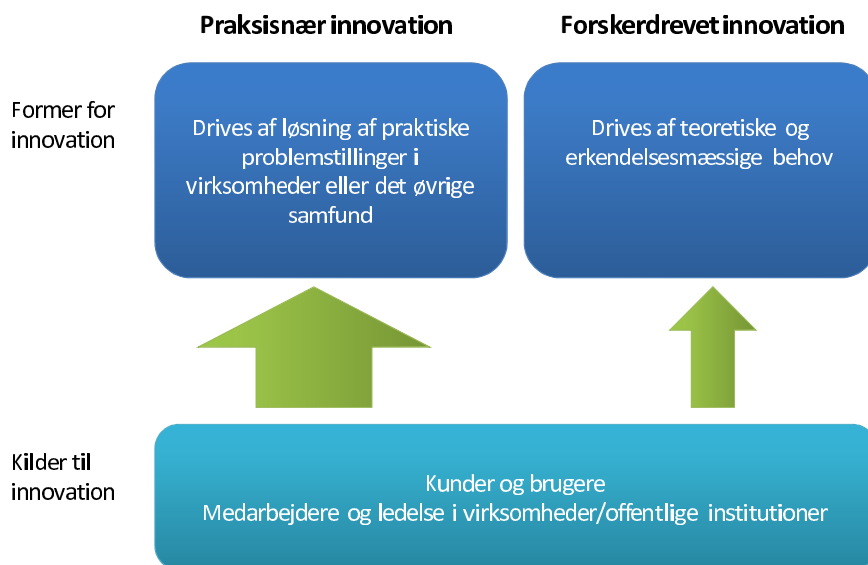 Praksisnær innovation
Forskerdrevet innovation
Former for
innovation
Drives af løsning af praktiske
problemstillinger i
virksomheder eller det øvrige
samfund
Drives af teoretiske og
erkendelsesmæssige behov
Kilder til
innovation
Kunder og brugere
Medarbejdere og ledelse i virksomheder/offentlige institutioner